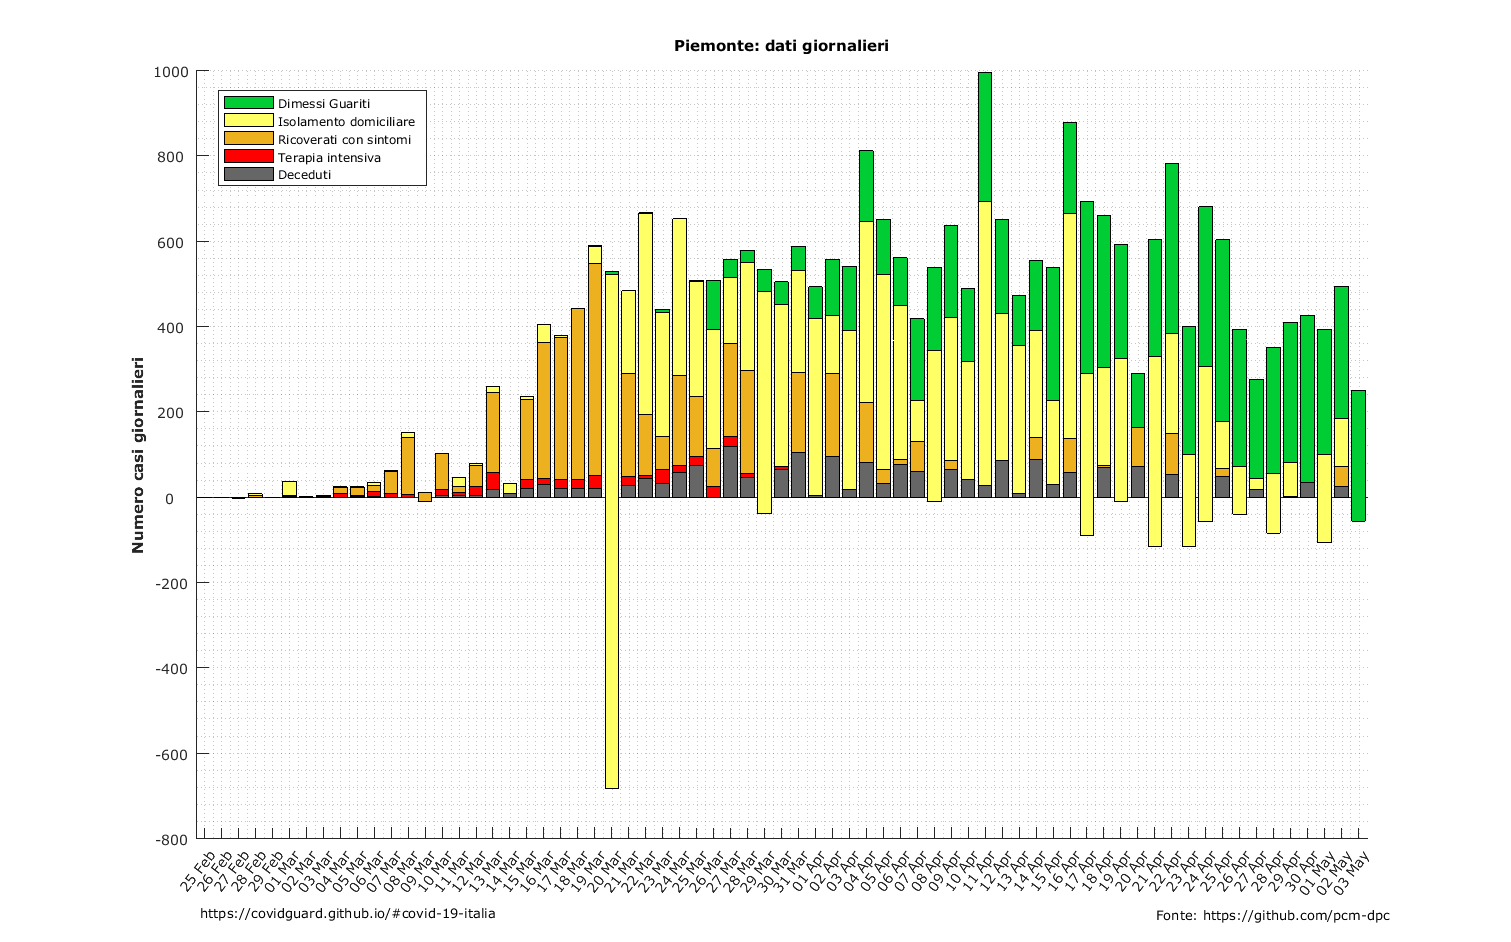 Piemonte: dati giornalieri
Dimessi Guariti
Isolamento domiciliare
Ricoverati con sintomi
Terapia intensiva
Deceduti
Numero casi giornalieri
1000
800
600
400
200
0
-200
-400
-600
-800
25 Feb
26 Feb
27 Feb
28 Feb
29 Feb
01 Mar
02 Mar
03 Mar
04 Mar
05 Mar
06 Mar
07 Mar
08 Mar
09 Mar
10 Mar
11 Mar
12 Mar
13 Mar
14 Mar
15 Mar
16 Mar
17 Mar
18 Mar
19 Mar
20 Mar
21 Mar
22 Mar
23 Mar
24 Mar
25 Mar
26 Mar
27 Mar
28 Mar
29 Mar
30 Mar
31 Mar
01 Apr
02 Apr
03 Apr
04 Apr
05 Apr
06 Apr
07 Apr
08 Apr
09 Apr
10 Apr
11 Apr
12 Apr
13 Apr
14 Apr
15 Apr
16 Apr
17 Apr
18 Apr
19 Apr
20 Apr
21 Apr
22 Apr
23 Apr
24 Apr
25 Apr
26 Apr
27 Apr
28 Apr
29 Apr
30 Apr
01 May
02 May
03 May
https://covidguard.github.io/#covid-19-italia
Fonte: https://github.com/pcm-dpc